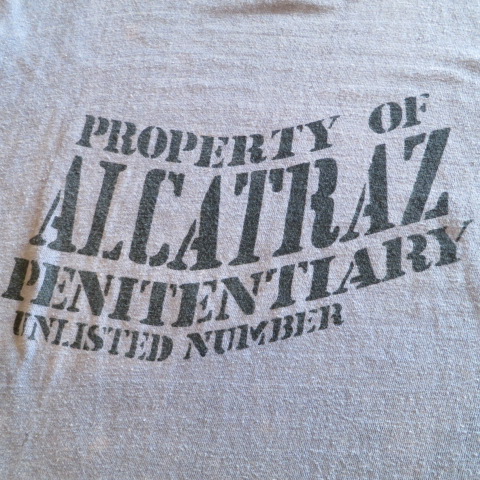 PROPERTY OF
ALCATRAZ
PENITENTIARY
UNLISTED NUMBER